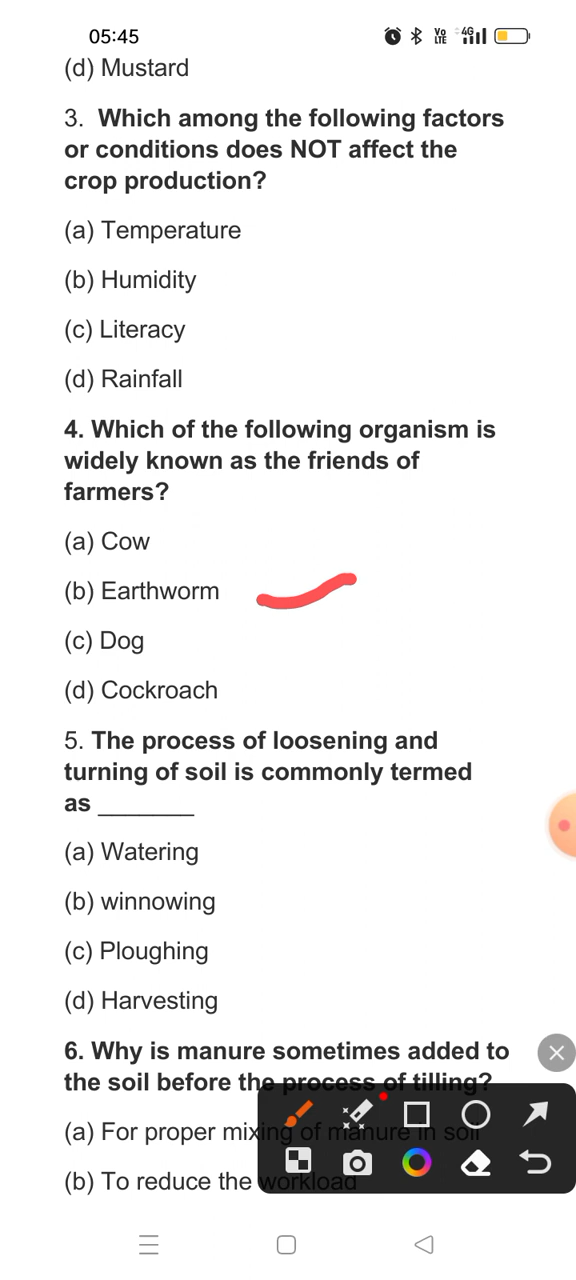 05:45
Vo LTE 4G
(d) Mustard
3. Which among the following factors
or conditions does NOT affect the
crop production?
(a) Temperature
(b) Humidity
(c) Literacy
(d) Rainfall
4. Which of the following organism is
widely known as the friends of
farmers?
(a) Cow
(b) Earthworm
(c) Dog
(d) Cockroach
5. The process of loosening and
turning of soil is commonly termed
as _______
(a) Watering
(b) winnowing
(c) Ploughing
(d) Harvesting
6. Why is manure sometimes added to
the soil before the process of tilling?
(a) For proper mixing of manure in soil
(b) To reduce the workload